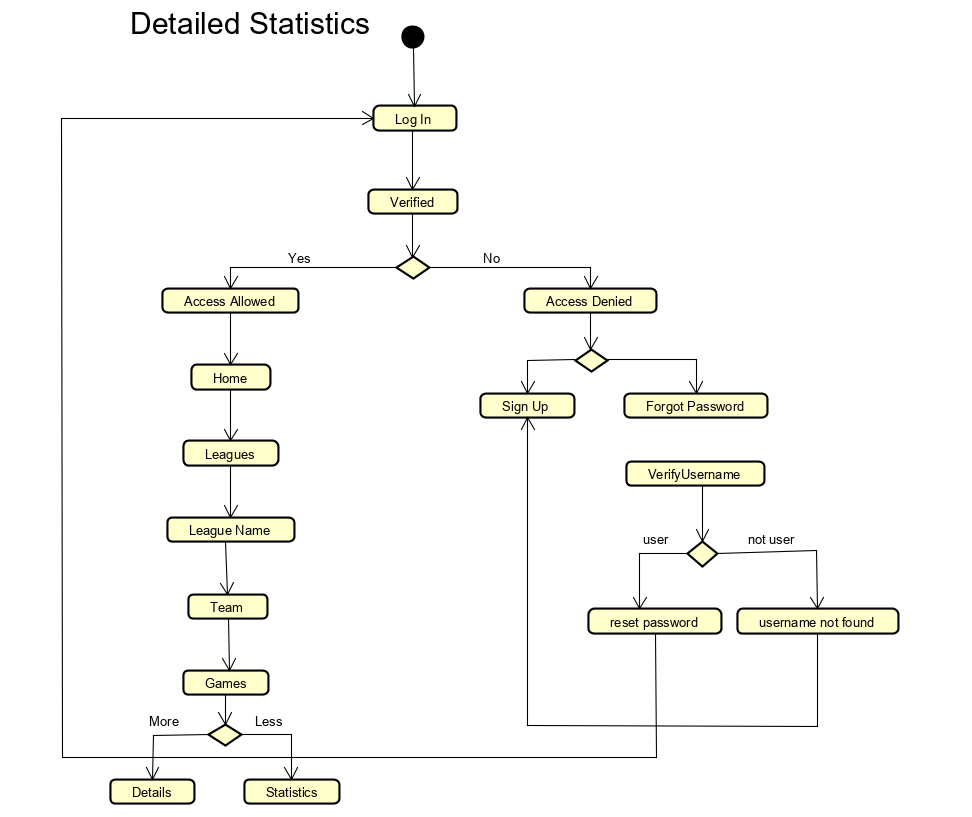 Detailed Statistics
Log In
Verified
Yes
No
Access Allowed
Access Denied
Home
Sign Up
Forgot Password
Leagues
VerifyUsername
League Name
user
not user
Team
reset password
username not found
Games
More
Less
Details
Statistics